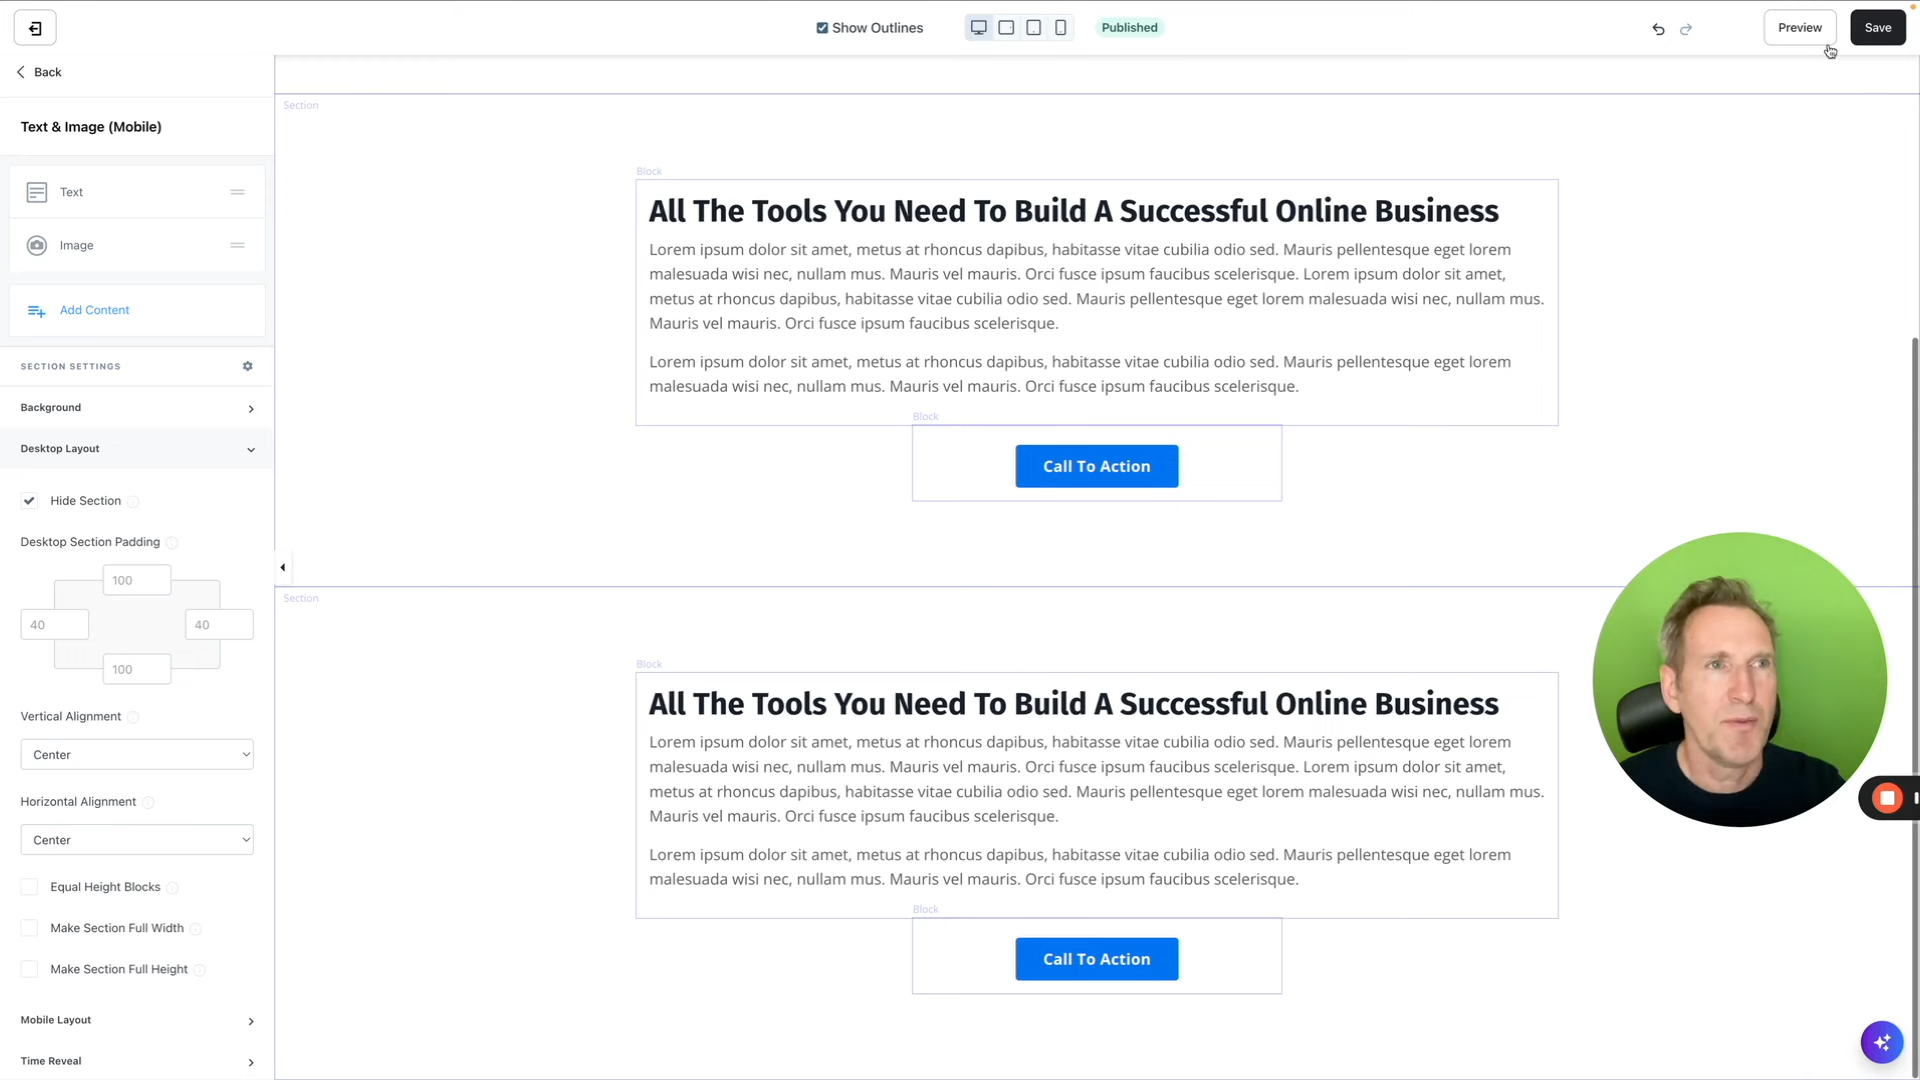 Show Outlines
Published
Preview
Save
Back
Text & Image (Mobile)
Text
Image
Add Content
SECTION SETTINGS
Background
Desktop Layout
Hide Section
Desktop Section Padding
100
40
40
100
Vertical Alignment
Center
Horizontal Alignment
Center
Equal Height Blocks
Make Section Full Width
Make Section Full Height
Mobile Layout
Time Reveal
Section
Block
All The Tools You Need To Build A Successful Online Business
Lorem ipsum dolor sit amet, metus at rhoncus dapibus, habitasse vitae cubilia odio sed. Mauris pellentesque eget lorem
malesuada wisi nec, nullam mus. Mauris vel mauris. Orci fusce ipsum faucibus scelerisque. Lorem ipsum dolor sit amet,
metus at rhoncus dapibus, habitasse vitae cubilia odio sed. Mauris pellentesque eget lorem malesuada wisi nec, nullam mus.
Mauris vel mauris. Orci fusce ipsum faucibus scelerisque.
Lorem ipsum dolor sit amet, metus at rhoncus dapibus, habitasse vitae cubilia odio sed. Mauris pellentesque eget lorem
malesuada wisi nec, nullam mus. Mauris vel mauris. Orci fusce ipsum faucibus scelerisque.
Block
Call To Action
Section
Block
All The Tools You Need To Build A Successful Online Business
Lorem ipsum dolor sit amet, metus at rhoncus dapibus, habitasse vitae cubilia odio sed. Mauris pellentesque eget lorem
malesuada wisi nec, nullam mus. Mauris vel mauris. Orci fusce ipsum faucibus scelerisque. Lorem ipsum dolor sit amet,
metus at rhoncus dapibus, habitasse vitae cubilia odio sed. Mauris pellentesque eget lorem malesuada wisi nec, nullam mus.
Mauris vel mauris. Orci fusce ipsum faucibus scelerisque.
Lorem ipsum dolor sit amet, metus at rhoncus dapibus, habitasse vitae cubilia odio sed. Mauris pellentesque eget lorem
malesuada wisi nec, nullam mus. Mauris vel mauris. Orci fusce ipsum faucibus scelerisque.
Block
Call To Action